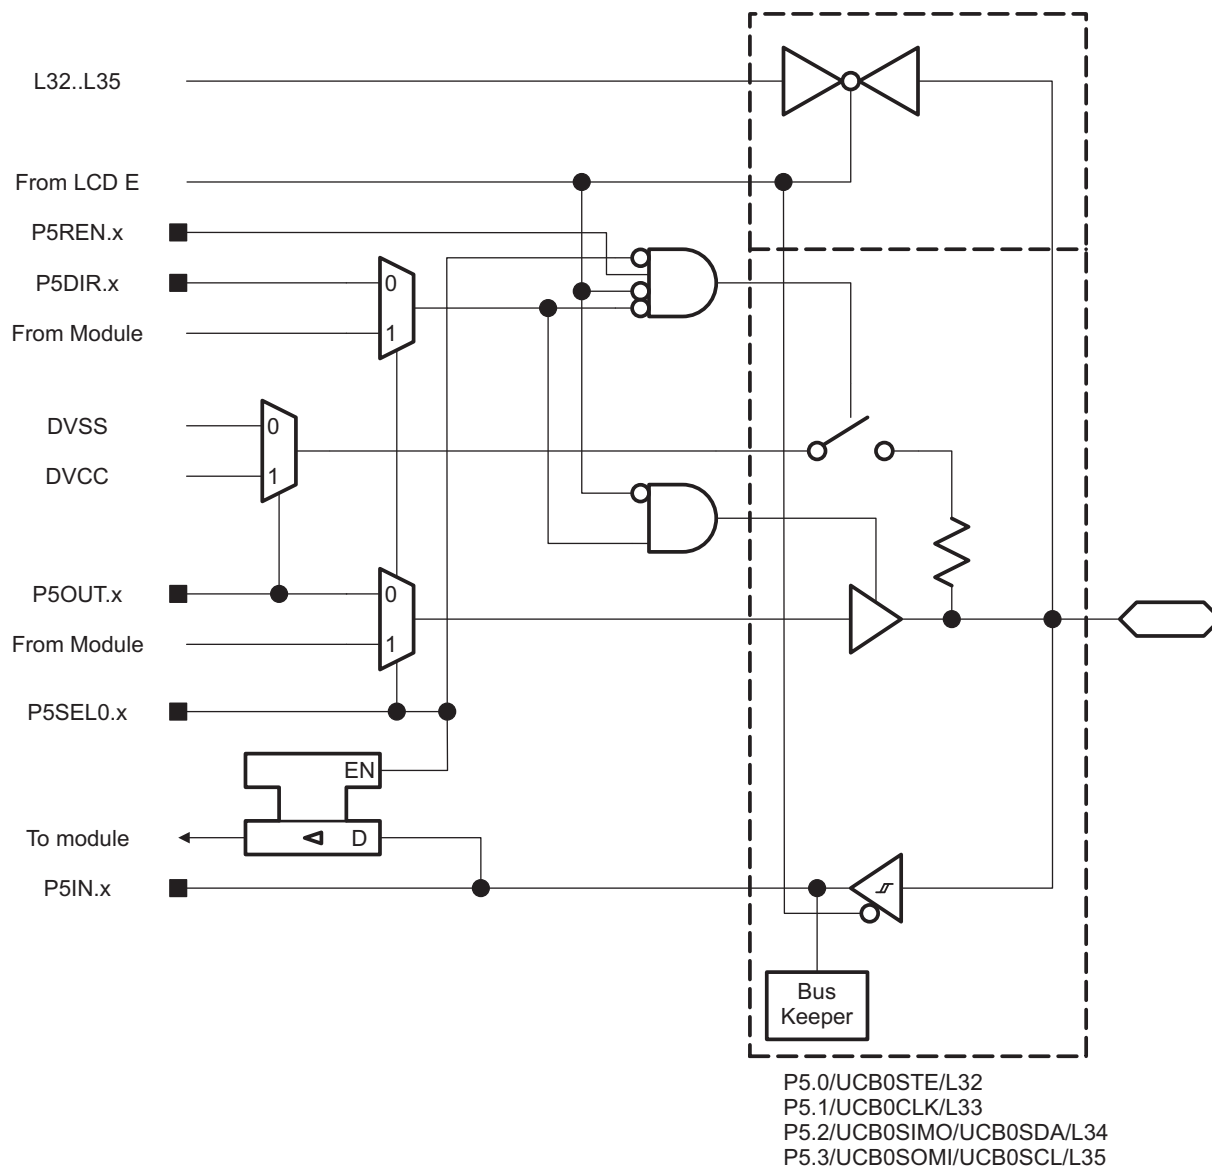 L32..L35
From LCD E
P5REN.x
P5DIR.x
0
From Module
1
DVSS
0
DVCC
1
P5OUT.x
0
From Module
1
P5SEL0.x
EN
To module
D
P5IN.x
Bus
Keeper
P5.0/UCB0STE/L32
P5.1/UCB0CLK/L33
P5.2/UCB0SIMO/UCB0SDA/L34
P5.3/UCB0SOMI/UCB0SCL/L35